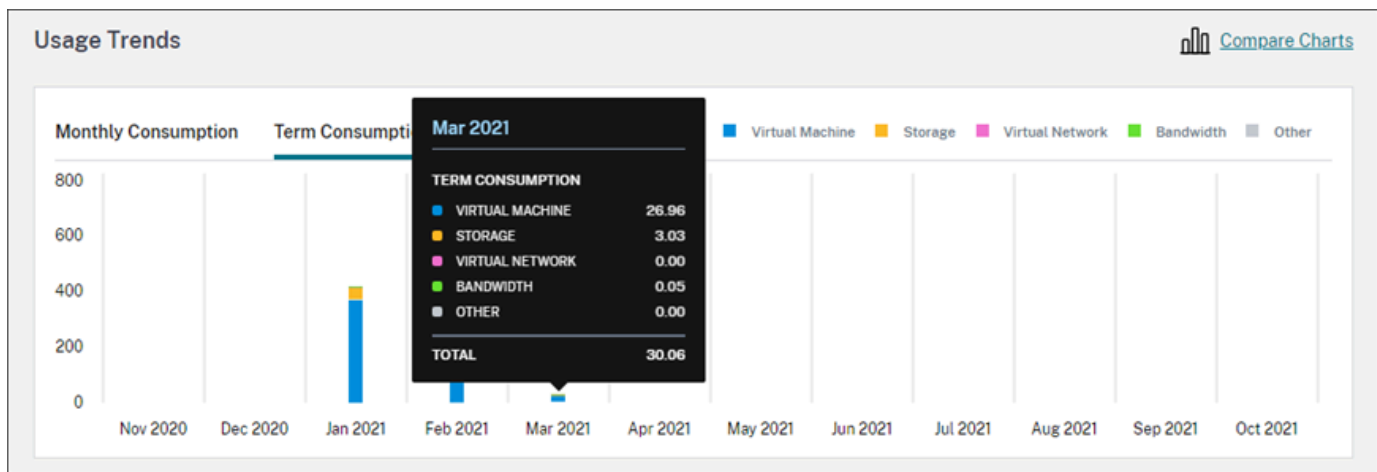 Usage Trends
Compare Charts
Monthly Consumption Term Consumpti
Virtual Machine Storage Virtual Network Bandwidth Other
Mar 2021
TERM CONSUMPTION
VIRTUAL MACHINE 26.96
STORAGE 3.03
VIRTUAL NETWORK 0.00
BANDWIDTH 0.05
OTHER 0.00
TOTAL 30.06
800
600
400
200
0
Nov 2020 Dec 2020 Jan 2021 Feb 2021 Mar 2021 Apr 2021 May 2021 Jun 2021 Jul 2021 Aug 2021 Sep 2021 Oct 2021